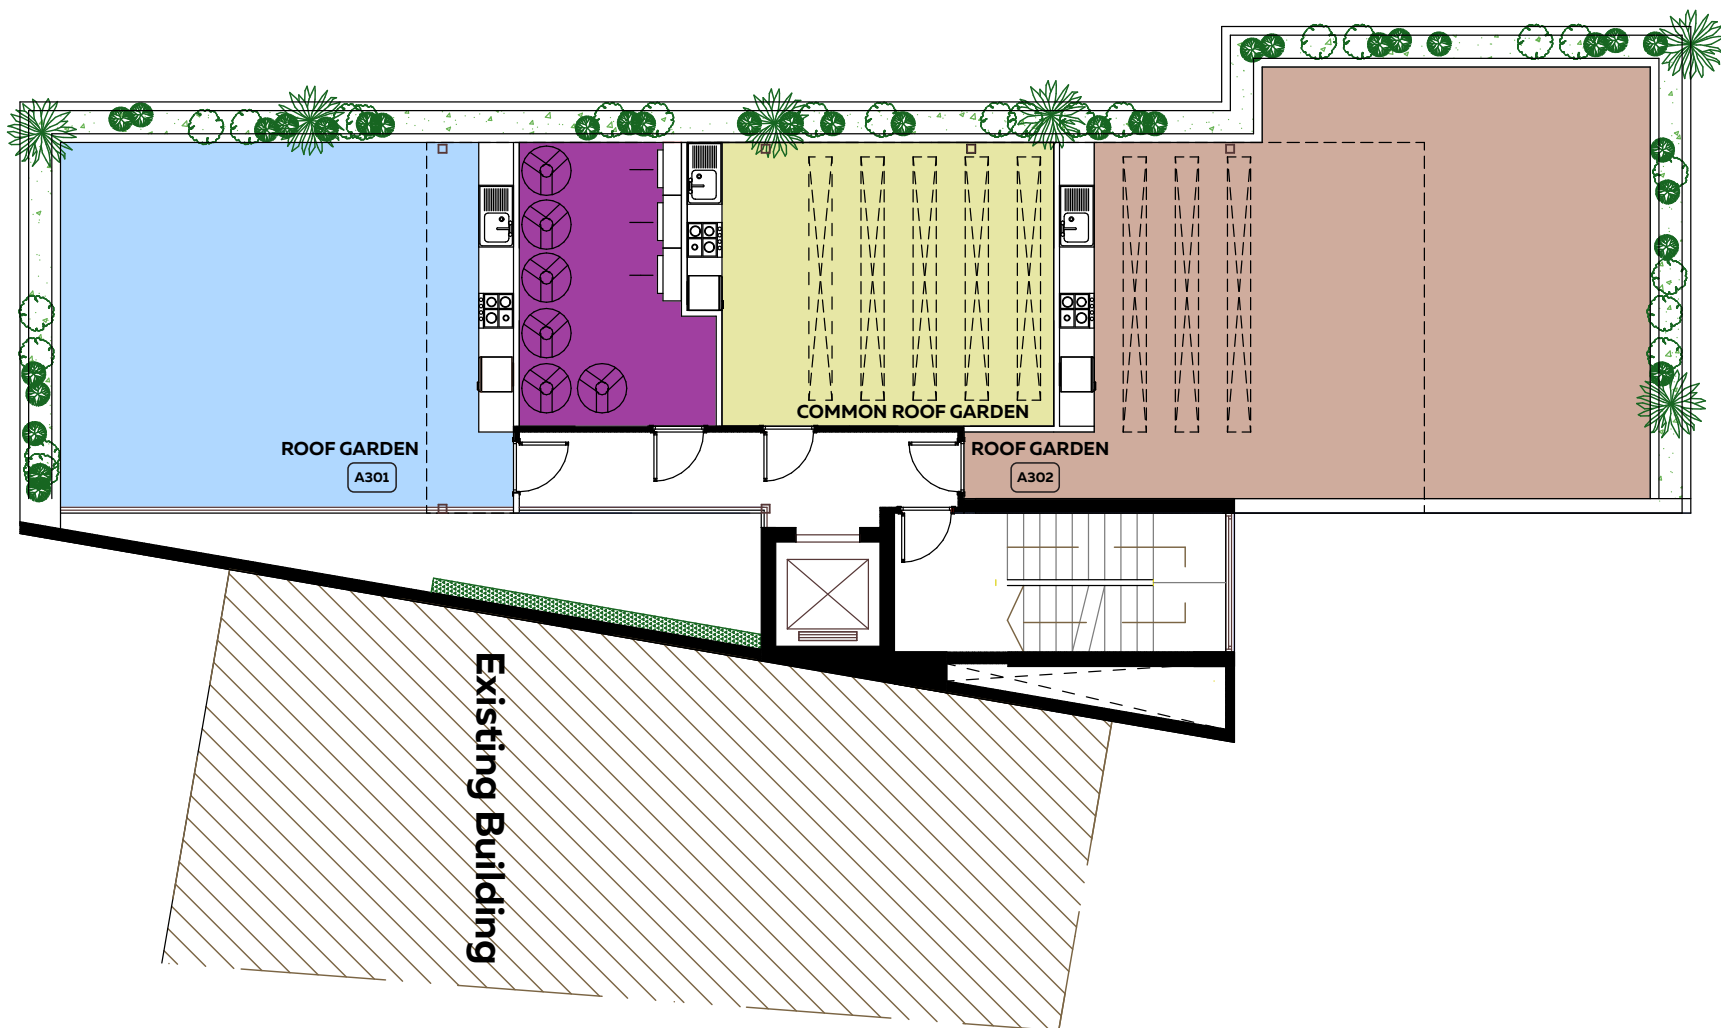 COMMON ROOF GARDEN
ROOF GARDEN
A301
ROOF GARDEN
A302
Existing Building